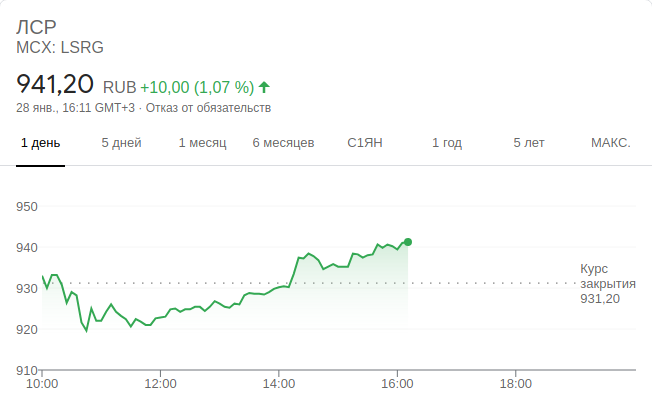 ЛСР
MCX: LSRG
941,20 RUB +10,00 (1,07 %)
28 янв., 16:11 GMT+3 · Отказ от обязательств
1 день 5 дней 1 месяц 6 месяцев С1ЯН 1 год 5 лет МАКС.
950
940
930
920
910
Курс
закрытия
931,20
10:00 12:00 14:00 16:00 18:00